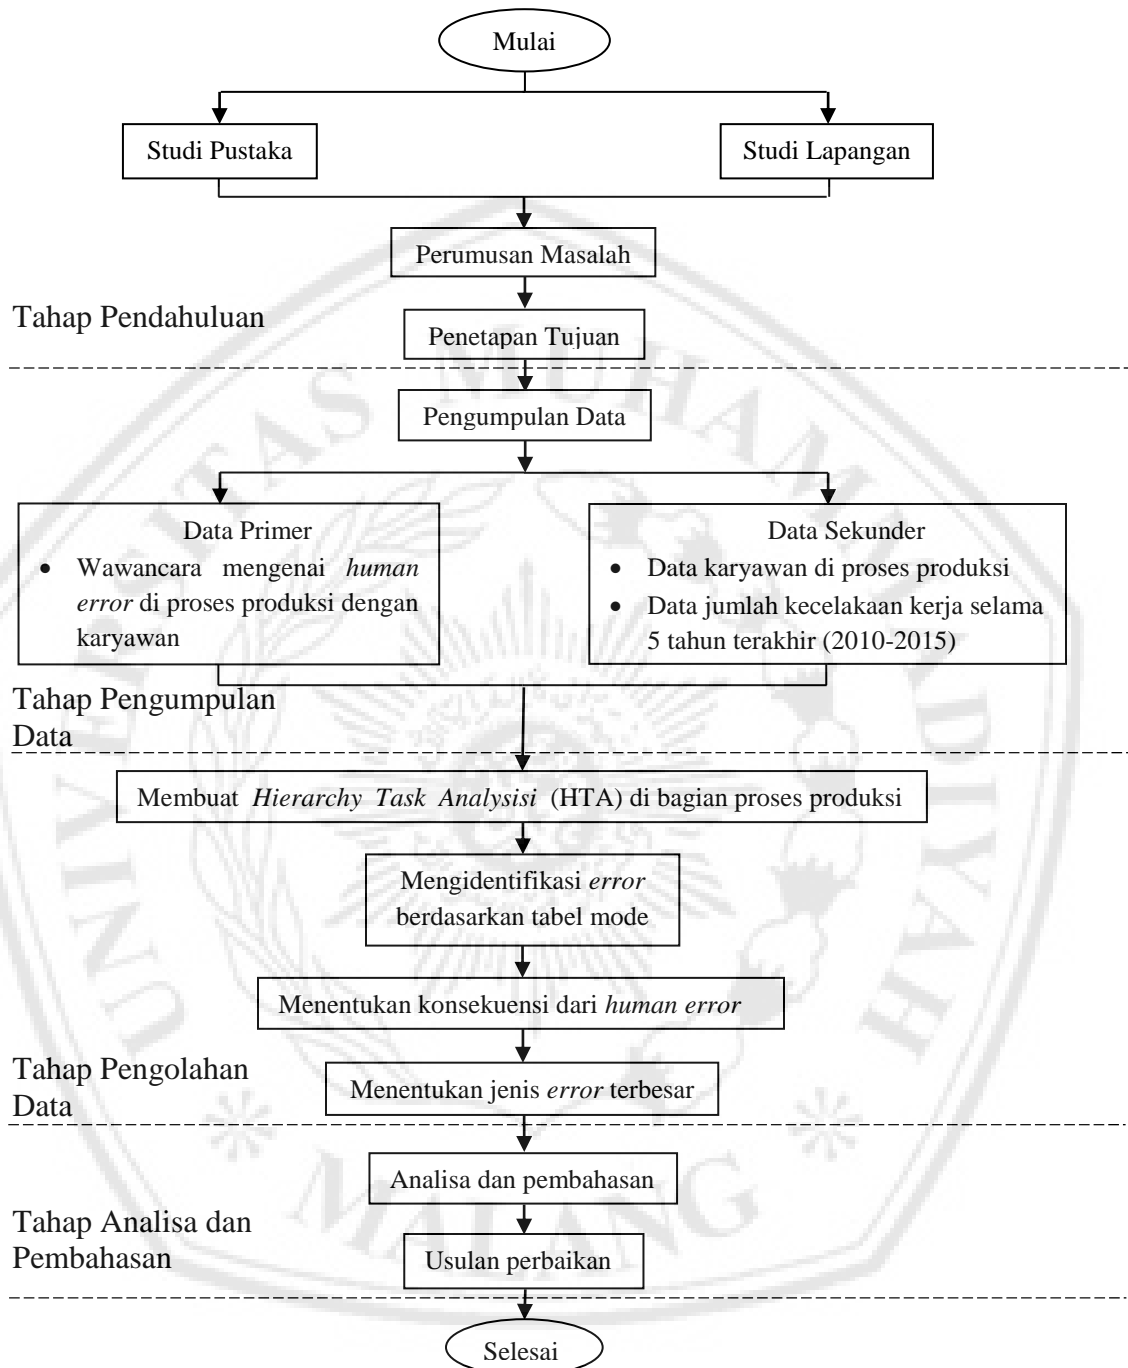 Mulai
Studi Pustaka
Studi Lapangan
Perumusan Masalah
Tahap Pendahuluan
Penetapan Tujuan
Pengumpulan Data
Data Primer
• Wawancara mengenai human
error di proses produksi dengan
karyawan
Data Sekunder
• Data karyawan di proses produksi
• Data jumlah kecelakaan kerja selama
5 tahun terakhir (2010-2015)
Tahap Pengumpulan
Data
Membuat Hierarchy Task Analysisi (HTA) di bagian proses produksi
Mengidentifikasi error
berdasarkan tabel mode
Menentukan konsekuensi dari human error
Tahap Pengolahan
Data
Menentukan jenis error terbesar
Analisa dan pembahasan
Tahap Analisa dan
Pembahasan
Usulan perbaikan
Selesai
UNIVERSITAS MUHAMMADIYAH
MALANG